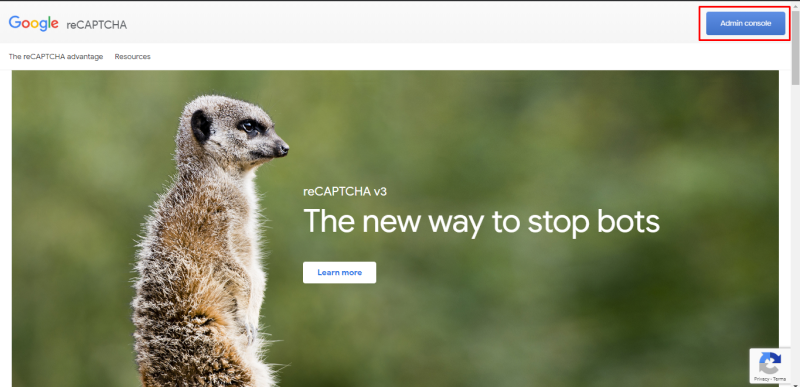 Google reCAPTCHA
Admin console
The reCAPTCHA advantage
Resources
reCAPTCHA v3
The new way to stop bots
Learn more
Privacy - Terms